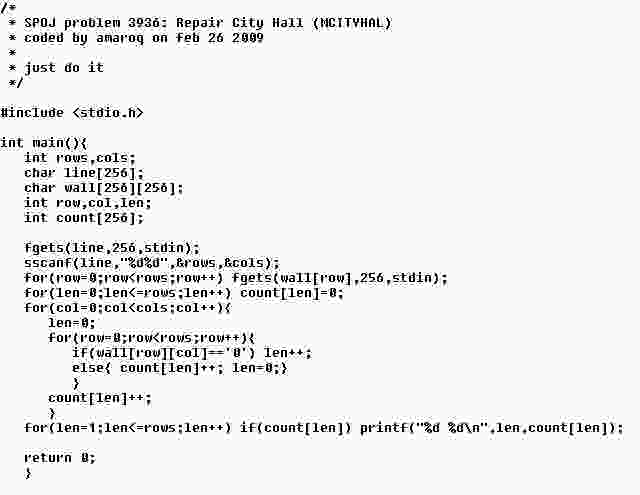 /*
 * SPOJ problem 3936: Repair City Hall (MCITYHAL)
 * coded by amaroq on feb 26 2009
 *
 * just do it
 */
#include <stdio.h>
int main(){
int rows,cols;
char line[256];
char wall[256][256];
int row,col,len;
int count[256];
fgets(line,256,stdin);
sscanf(line,"%d%d",&rows,&cols);
for(row=0;row<rows;row++) fgets(wall[row],256,stdin);
for(len=0;len<=rows;len++) count[len]=0;
for(col=0;col<cols;col++){
len=0;
for(row=0;row<rows;row++){
if(wall[row][col]=='0') len++;
else{ count[len]++; len=0;}
}
count[len]++;
}
for(len=1;len<=rows;len++) if(count[len]) printf("%d %d\n",len,count[len]);
return 0;
}